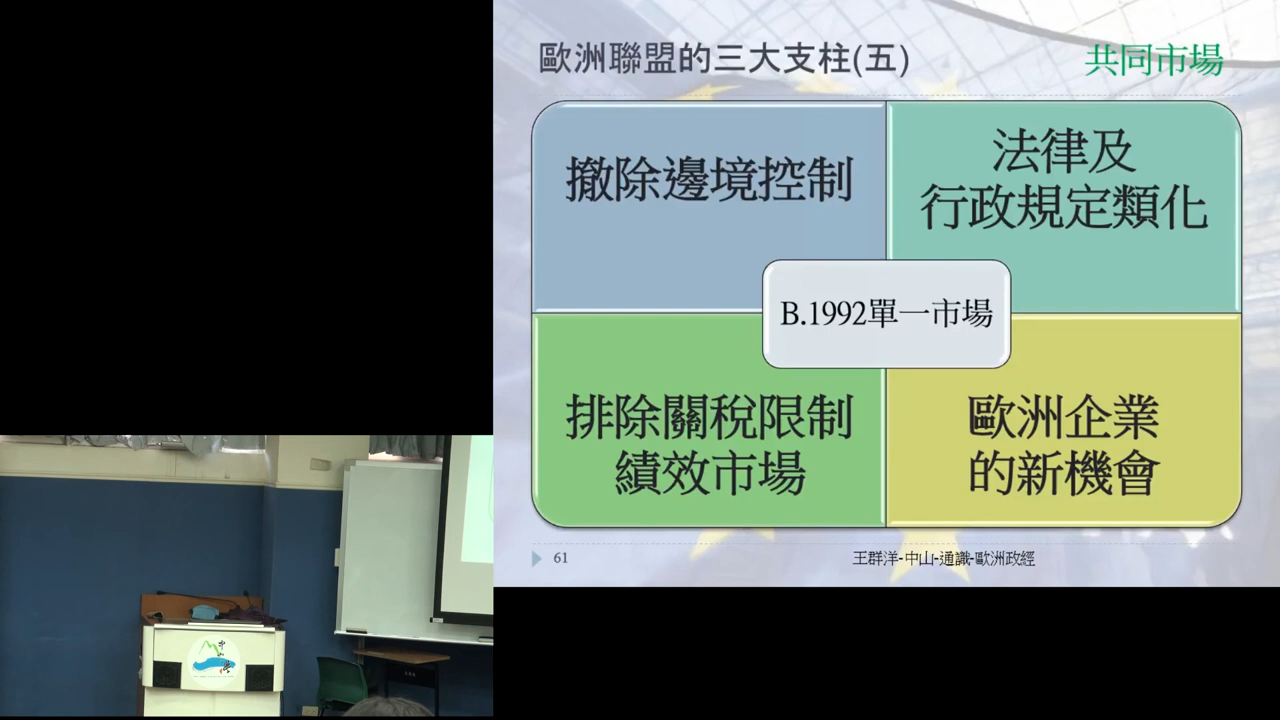 歐洲聯盟的三大支柱(五)
共同市場
撤除邊境控制
法律及
行政規定類化
B.1992單一市場
排除關稅限制
績效市場
歐洲企業
的新機會
61
王群洋-中山-通識-歐洲政經
中山